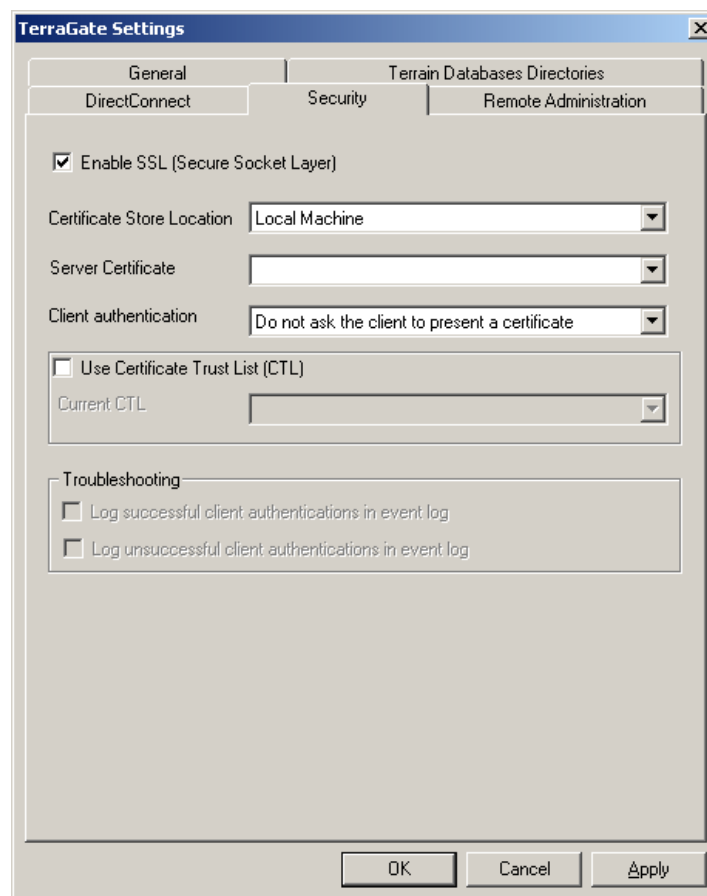 TerraGate Settings
General
Terrain Databases Directories
DirectConnect
Security
Remote Administration
Enable SSL (Secure Socket Layer)
Certificate Store Location
Local Machine
Server Certificate
Client authentication
Do not ask the client to present a certificate
Use Certificate Trust List (CTL)
Current CTL
Troubleshooting
Log successful client authentications in event log
Log unsuccessful client authentications in event log
OK
Cancel
Apply